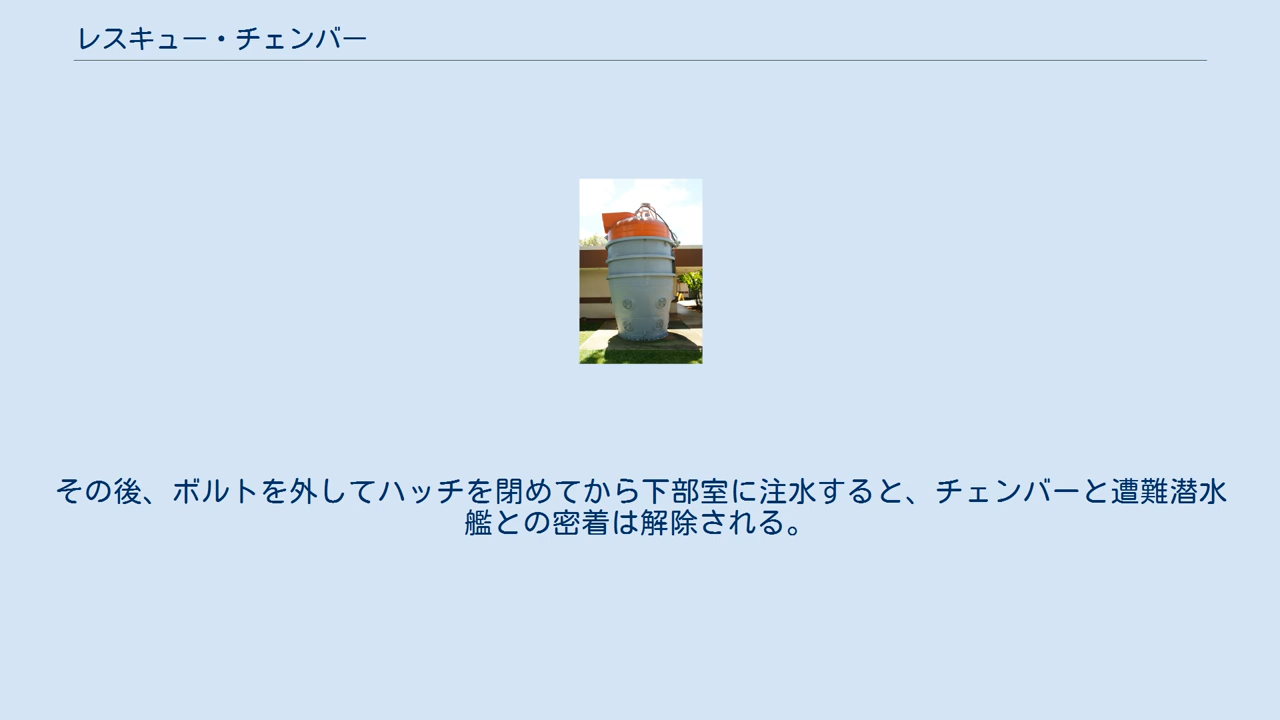 レスキュー・チェンバー
その後、ボルトを外してハッチを閉めてから下部室に注水すると、チェンバーと遭難潜水
艦との密着は解除される。